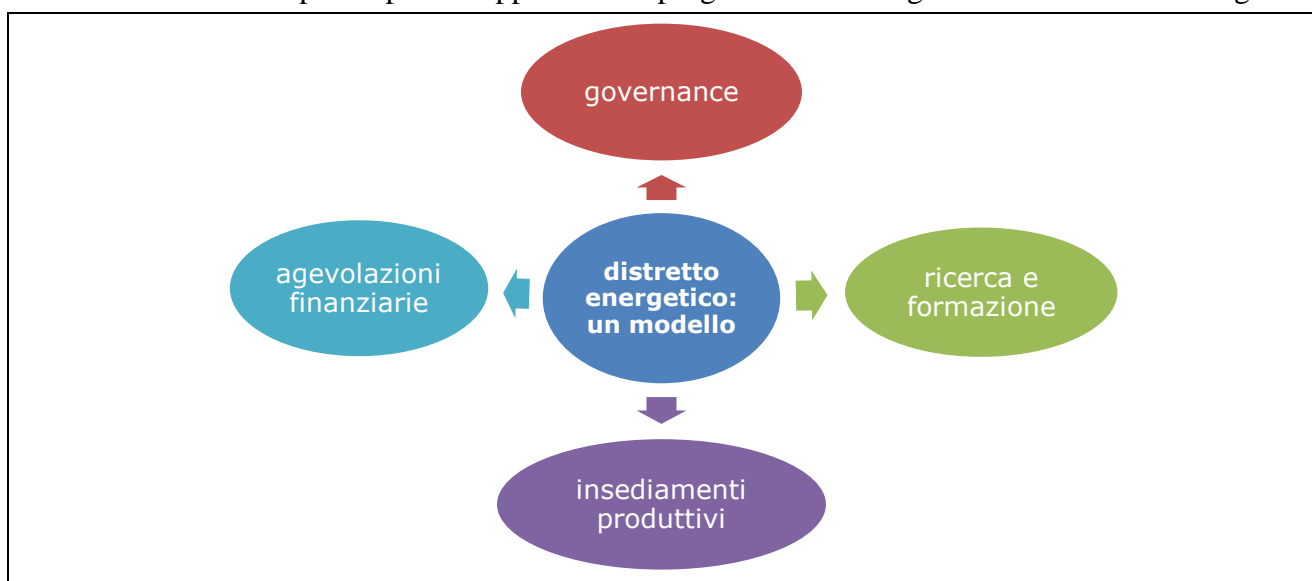 governance
agevolazioni
finanziarie
distretto
energetico:
un modello
ricerca e
formazione
insediamenti
produttivi